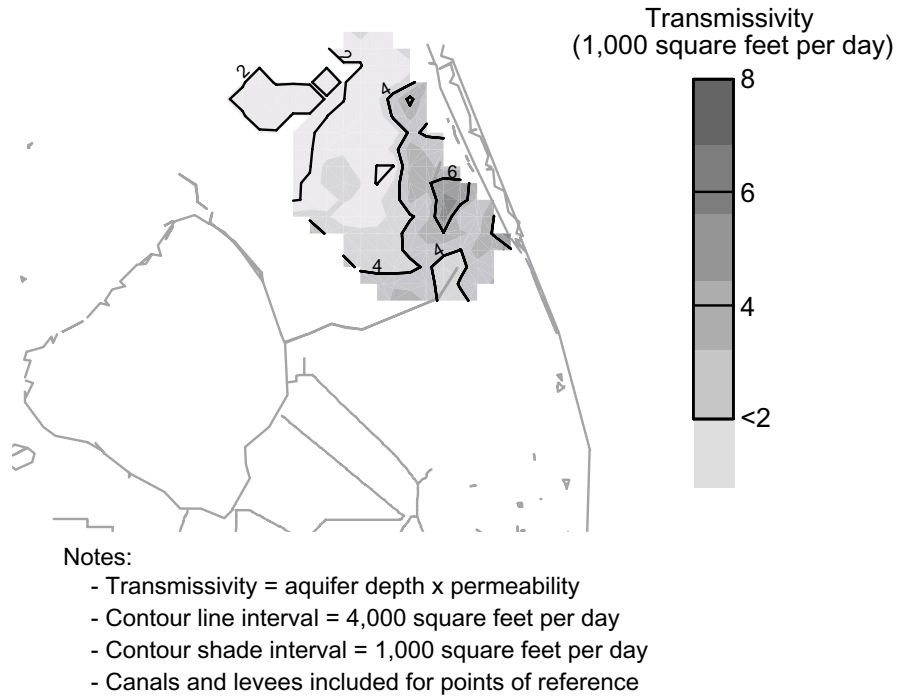 Transmissivity
(1,000 square feet per day)
8
6
4
<2
2
2
4
6
4
4
Notes:
- Transmissivity = aquifer depth x permeability
- Contour line interval = 4,000 square feet per day
- Contour shade interval = 1,000 square feet per day
- Canals and levees included for points of reference